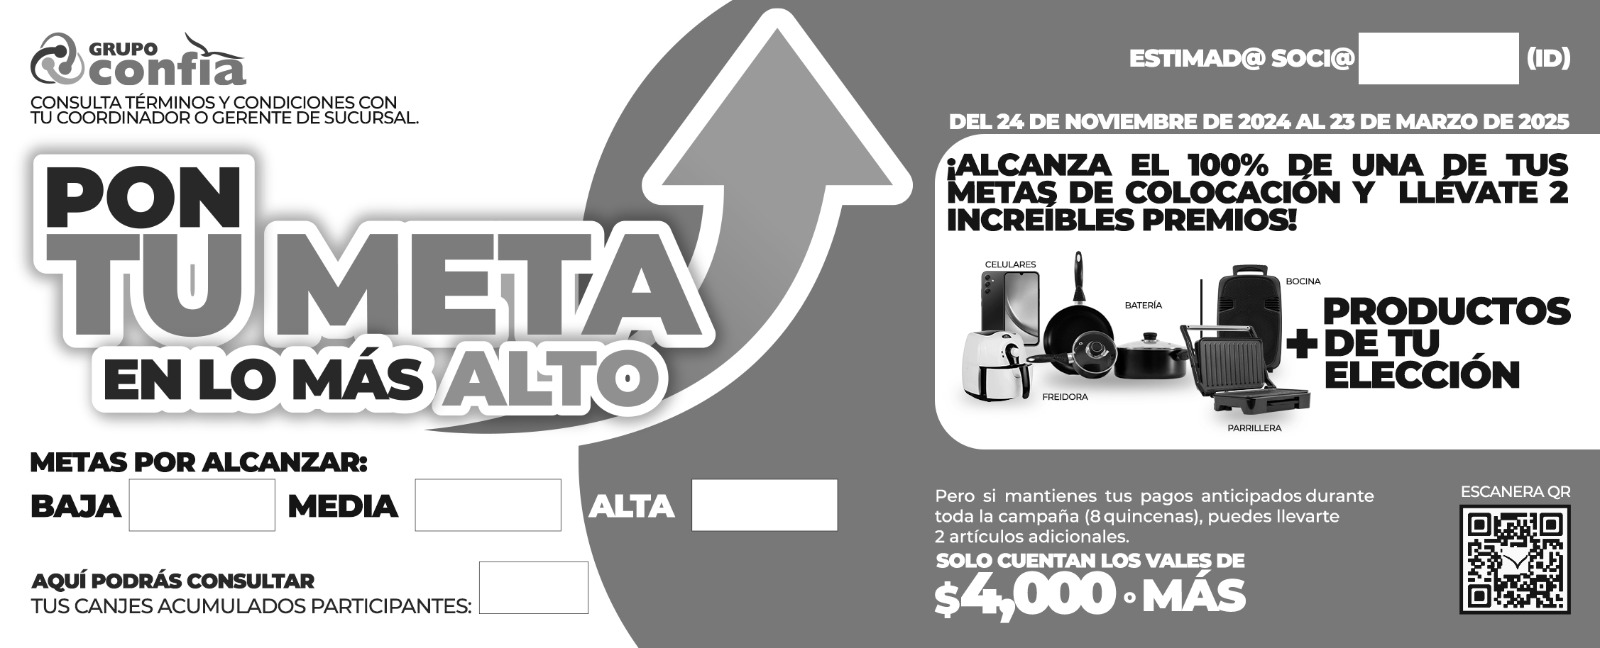 GRUPO
confía
CONSULTA TÉRMINOS Y CONDICIONES CON
TU COORDINADOR O GERENTE DE SUCURSAL.
PON
TU META
EN LO MÁS ALTO
METAS POR ALCANZAR:
BAJA
MEDIA
ALTA
AQUÍ PODRÁS CONSULTAR
TUS CANJES ACUMULADOS PARTICIPANTES:
ESTIMAD@ SOCI@ (ID)
DEL 24 DE NOVIEMBRE DE 2024 AL 23 DE MARZO DE 2025
¡ALCANZA EL 100% DE UNA DE TUS
METAS DE COLOCACIÓN Y LLÉVATE 2
INCREÍBLES PREMIOS!
CELULARES
BATERÍA
BOCINA
FREIDORA
PARRILLERA
+
PRODUCTOS
DE TU
ELECCIÓN
Pero si mantienes tus pagos anticipados durante
toda la campaña (8 quincenas), puedes llevarte
2 artículos adicionales.
SOLO CUENTAN LOS VALES DE
$4,000 o MÁS
ESCANERA QR